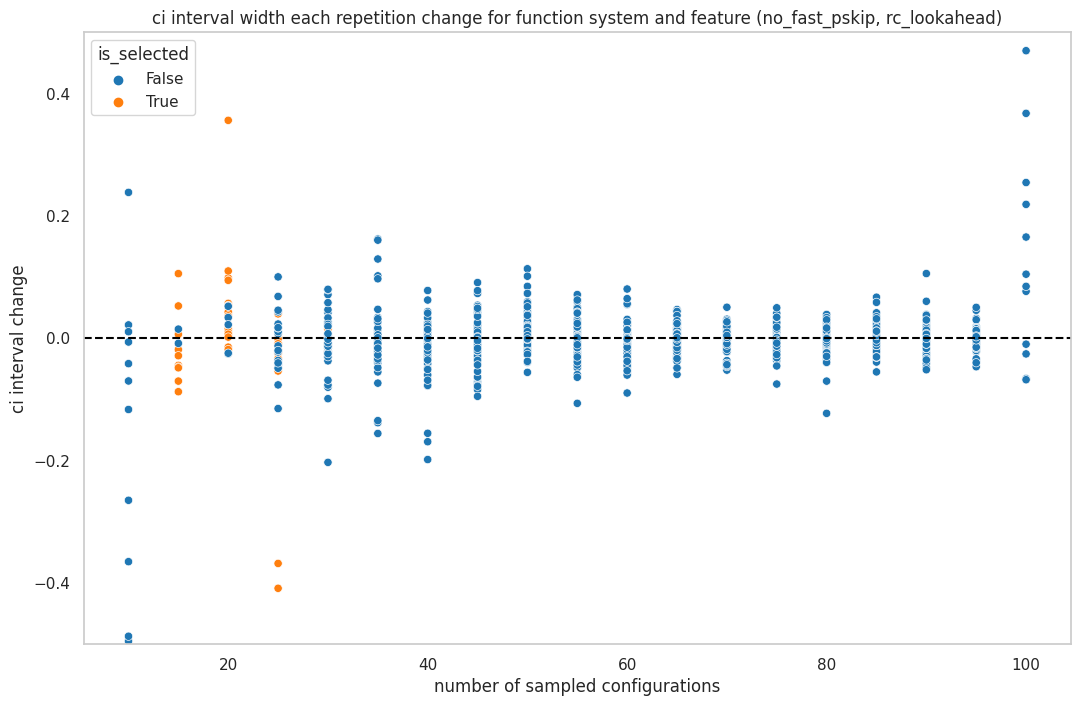 ci interval width each repetition change for function system and feature (no_fast_pskip, rc_lookahead)
is_selected
False
True
0.4
0.2
0.0
−0.2
−0.4
ci interval change
20
40
60
80
100
number of sampled configurations